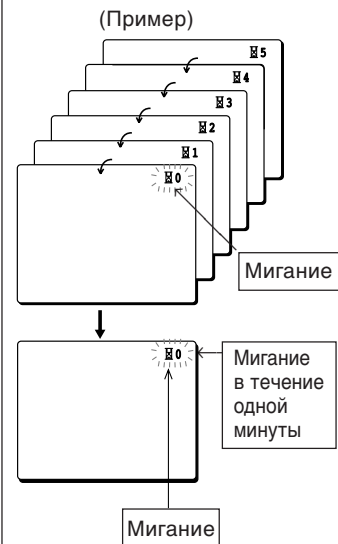 (Пример)
⌛5
⌛4
⌛3
⌛2
⌛1
⌛0
Мигание
⌛0
Мигание
в течение
одной
минуты
Мигание